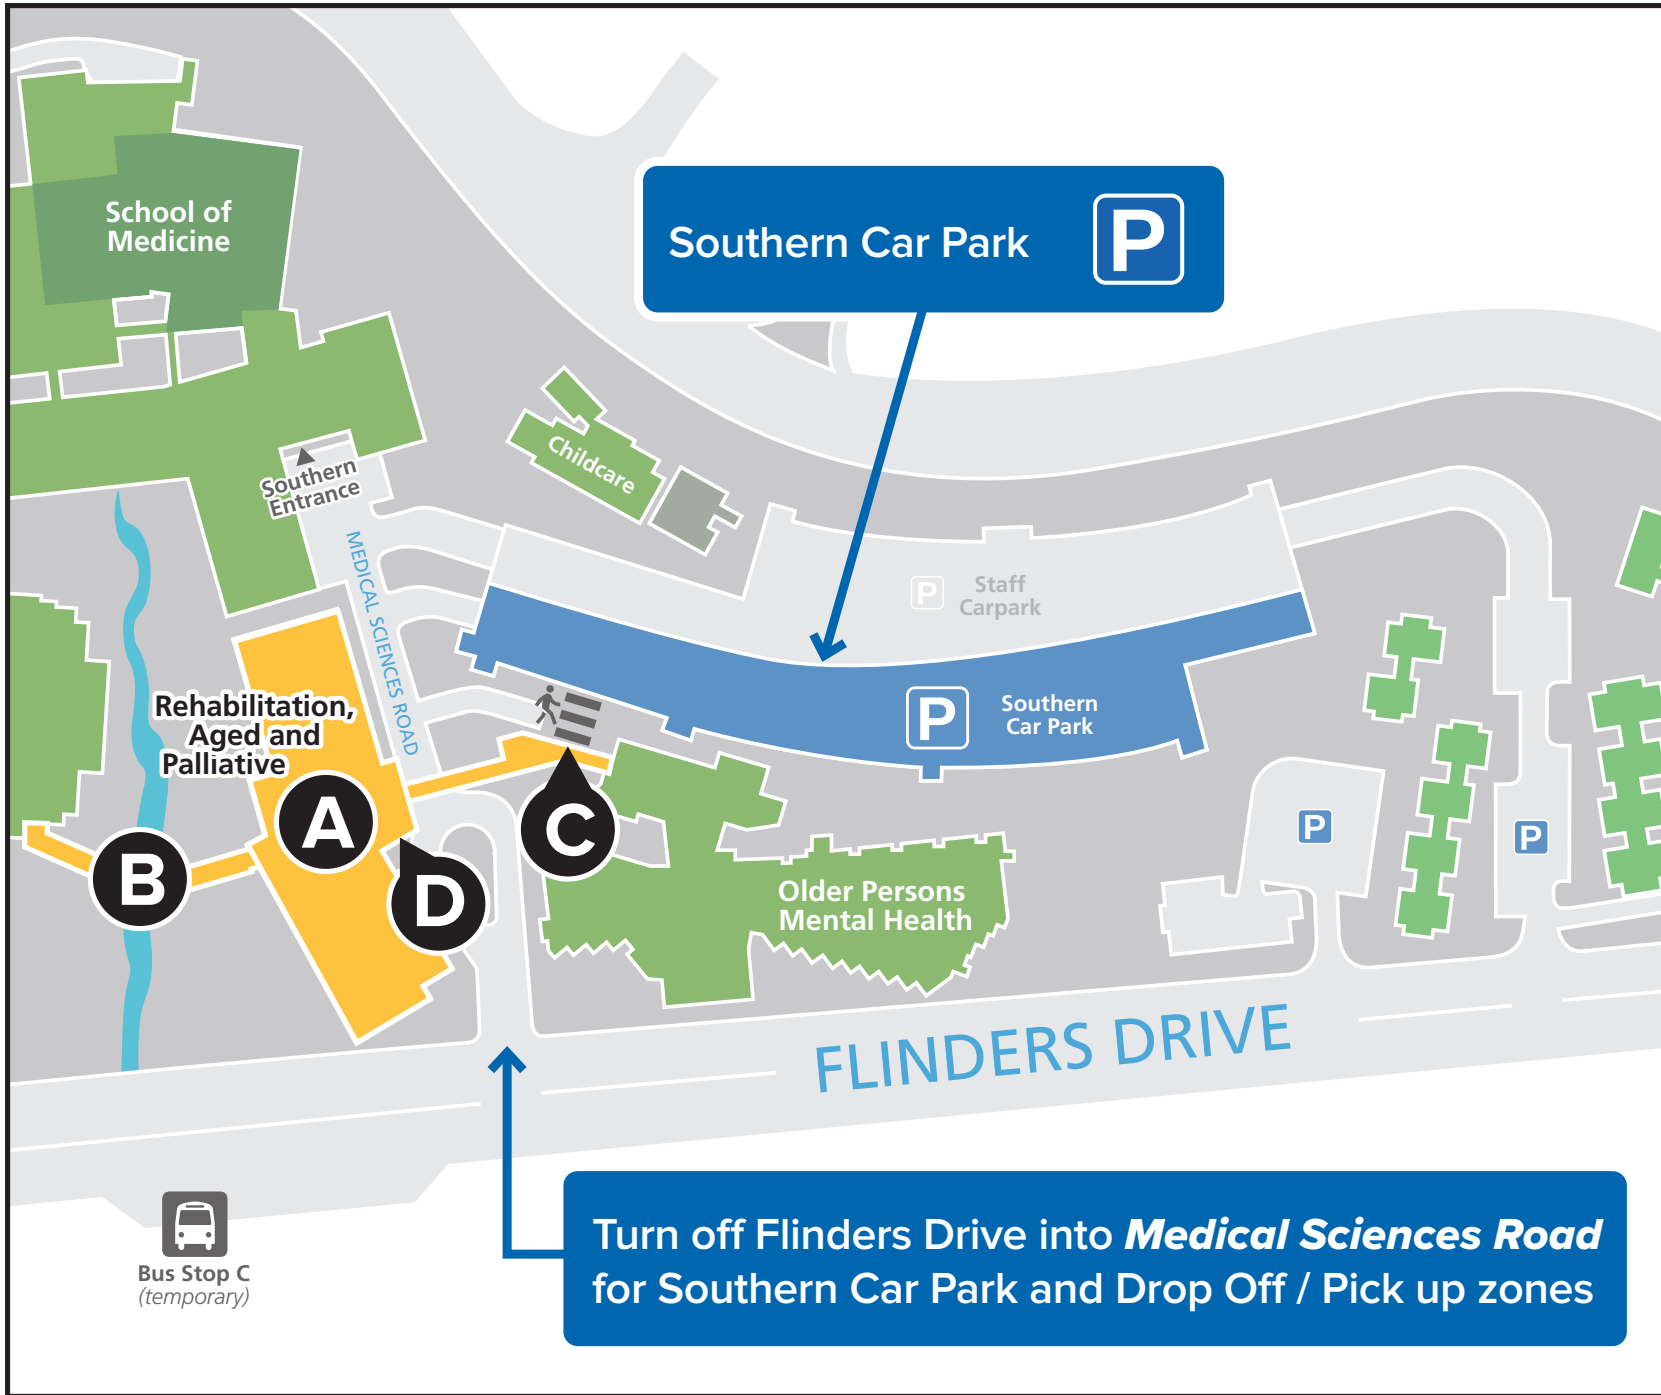 School of
Medicine
Southern Car Park
P
Childcare
Southern
Entrance
MEDICAL SCIENCES ROAD
P
Staff
Carpark
Rehabilitation,
Aged and
Palliative
P
Southern
Car Park
A
B
C
D
P
P
Older Persons
Mental Health
FLINDERS DRIVE
Bus Stop C
(temporary)
Turn off Flinders Drive into Medical Sciences Road
for Southern Car Park and Drop Off / Pick up zones